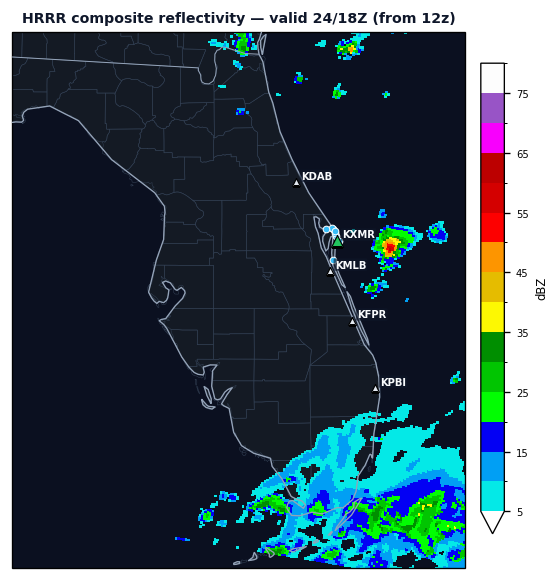 HRRR composite reflectivity — valid 24/18Z (from 12z)
KDAB
KXMR
KMLB
KFPR
KPBI
75
65
55
45
35
25
15
5
dBZ